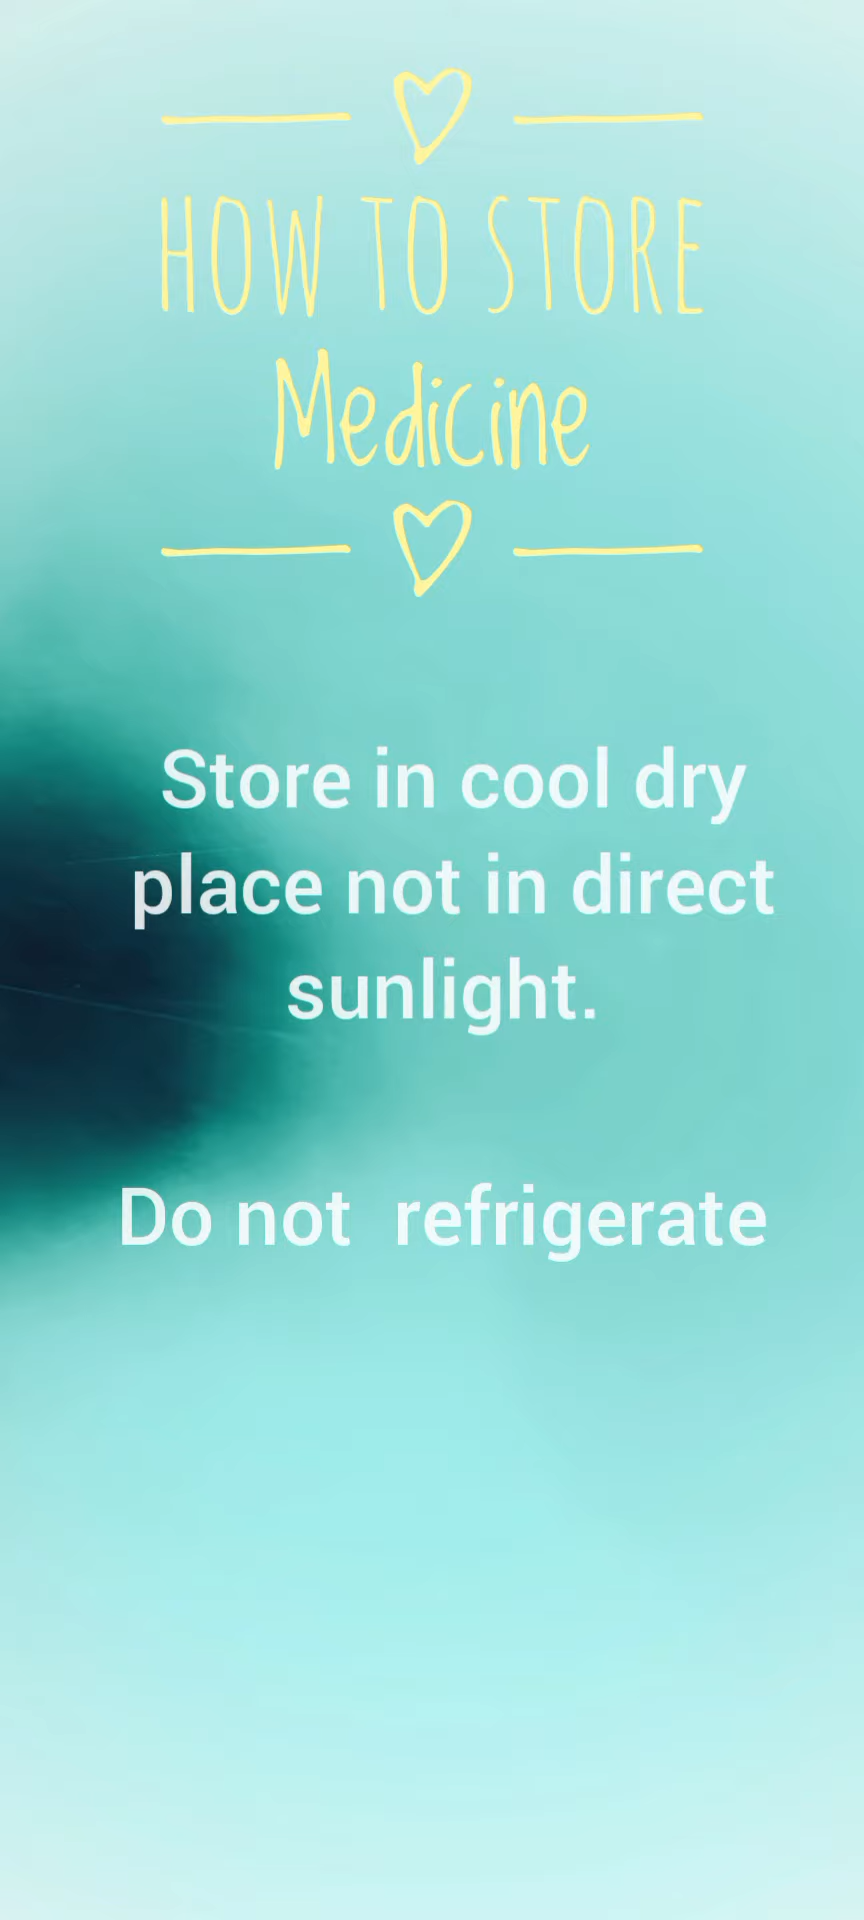 HOW TO STORE
Medicine
Store in cool dry
place not in direct
sunlight.
Do not  refrigerate